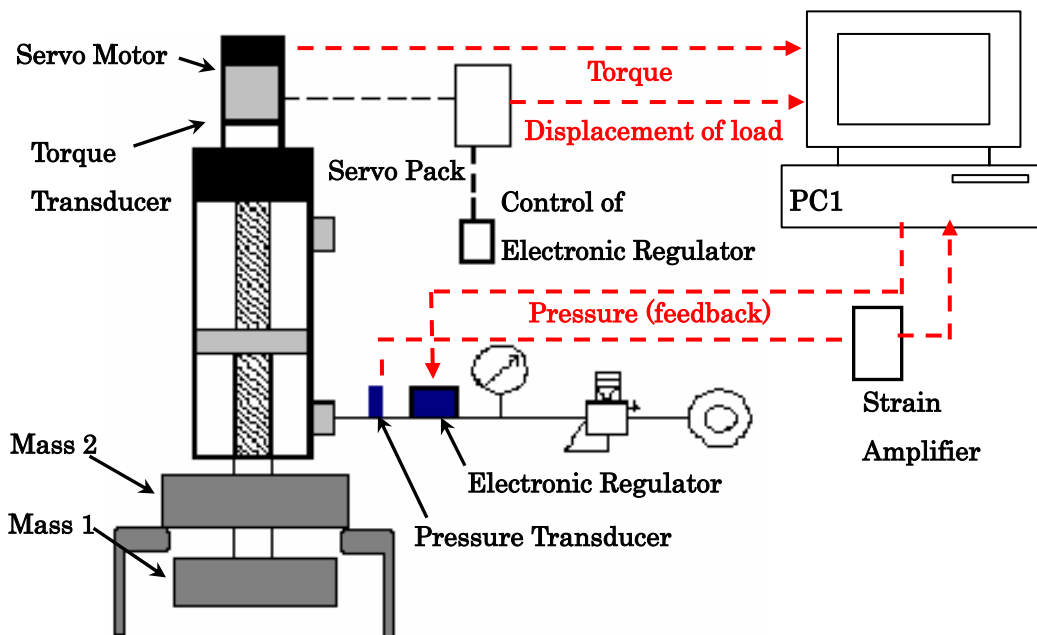 Servo Motor
Torque
Transducer
Torque
Displacement of load
Servo Pack
PC1
Control of
Electronic Regulator
Pressure (feedback)
Strain
Amplifier
Mass 2
Electronic Regulator
Mass 1
Pressure Transducer